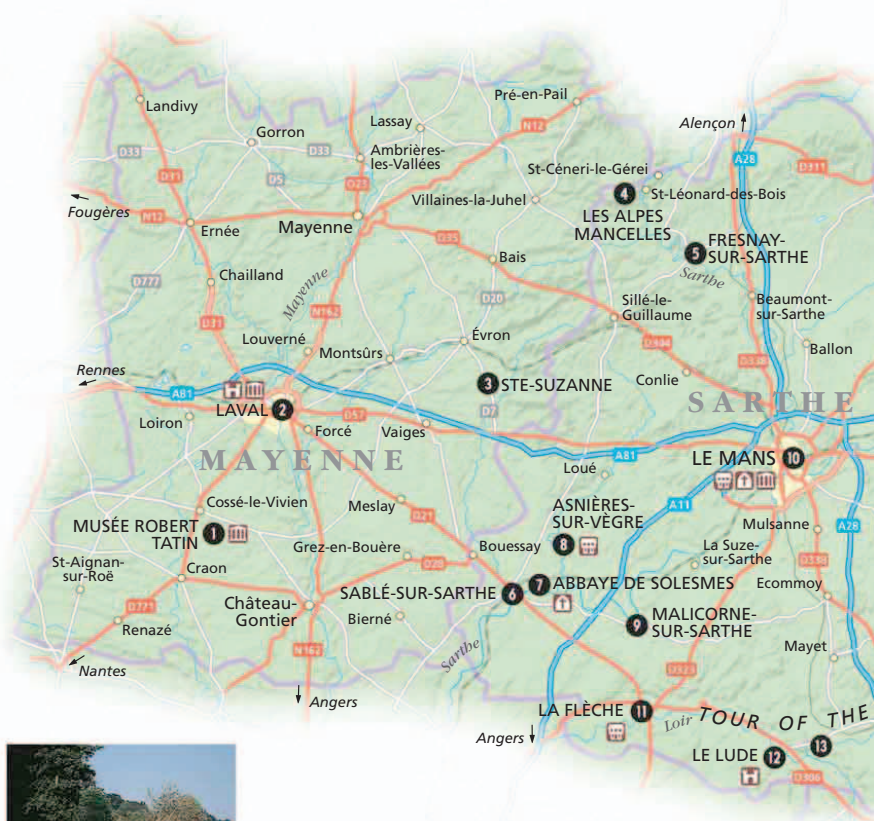 Landivy
Gorron
Lassay
Pré-en-Pail
Alençon
N12
A28
D33
D33
Ambrières-
les-Vallées
D311
D31
D5
D23
St-Céneri-le-Gérei
4
St-Léonard-des-Bois
Villaines-la-Juhel
LES ALPES
MANCELLES
Fougères
N12
Ernée
Mayenne
D35
5
FRESNAY-
SUR-SARTHE
Bais
Sarthe
D777
Chailland
Mayenne
D20
Beaumont-
sur-Sarthe
Sillé-le-
Guillaume
N162
D31
Louverné
Évron
D304
D338
Ballon
Montsûrs
Rennes
A81
3
STE-SUZANNE
Conlie
SARTHE
LAVAL
2
D57
D7
Loiron
Forcé
Vaiges
A81
MAYENNE
LE MANS
10
Loué
Cossé-le-Vivien
Meslay
D21
A11
ASNIÈRES-
SUR-VÈGRE
8
MUSÉE ROBERT
TATIN
1
Mulsanne
A28
La Suze-
sur-Sarthe
D338
St-Aignan-
sur-Roë
Craon
Grez-en-Bouère
D28
Bouessay
7
ABBAYE DE SOLESMES
Ecommoy
SABLÉ-SUR-SARTHE
6
Château-
Gontier
D771
Renazé
Bierné
9
MALICORNE-
SUR-SARTHE
Mayet
N162
Sarthe
D323
Nantes
Angers
LA FLÈCHE
11
Loir
TOUR OF THE
Angers
LE LUDE
12
13
D306